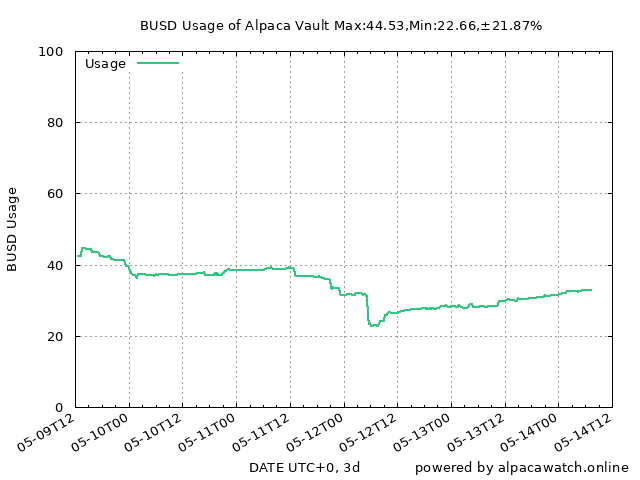 BUSD Usage of Alpaca Vault Max:44.53,Min:22.66,±21.87%
Usage
BUSD Usage
100
80
60
40
20
0
05-09T12
05-10T00
05-10T12
05-11T00
05-11T12
05-12T00
05-12T12
05-13T00
05-13T12
05-14T00
05-14T12
DATE UTC+0, 3d
powered by alpacawatch.online